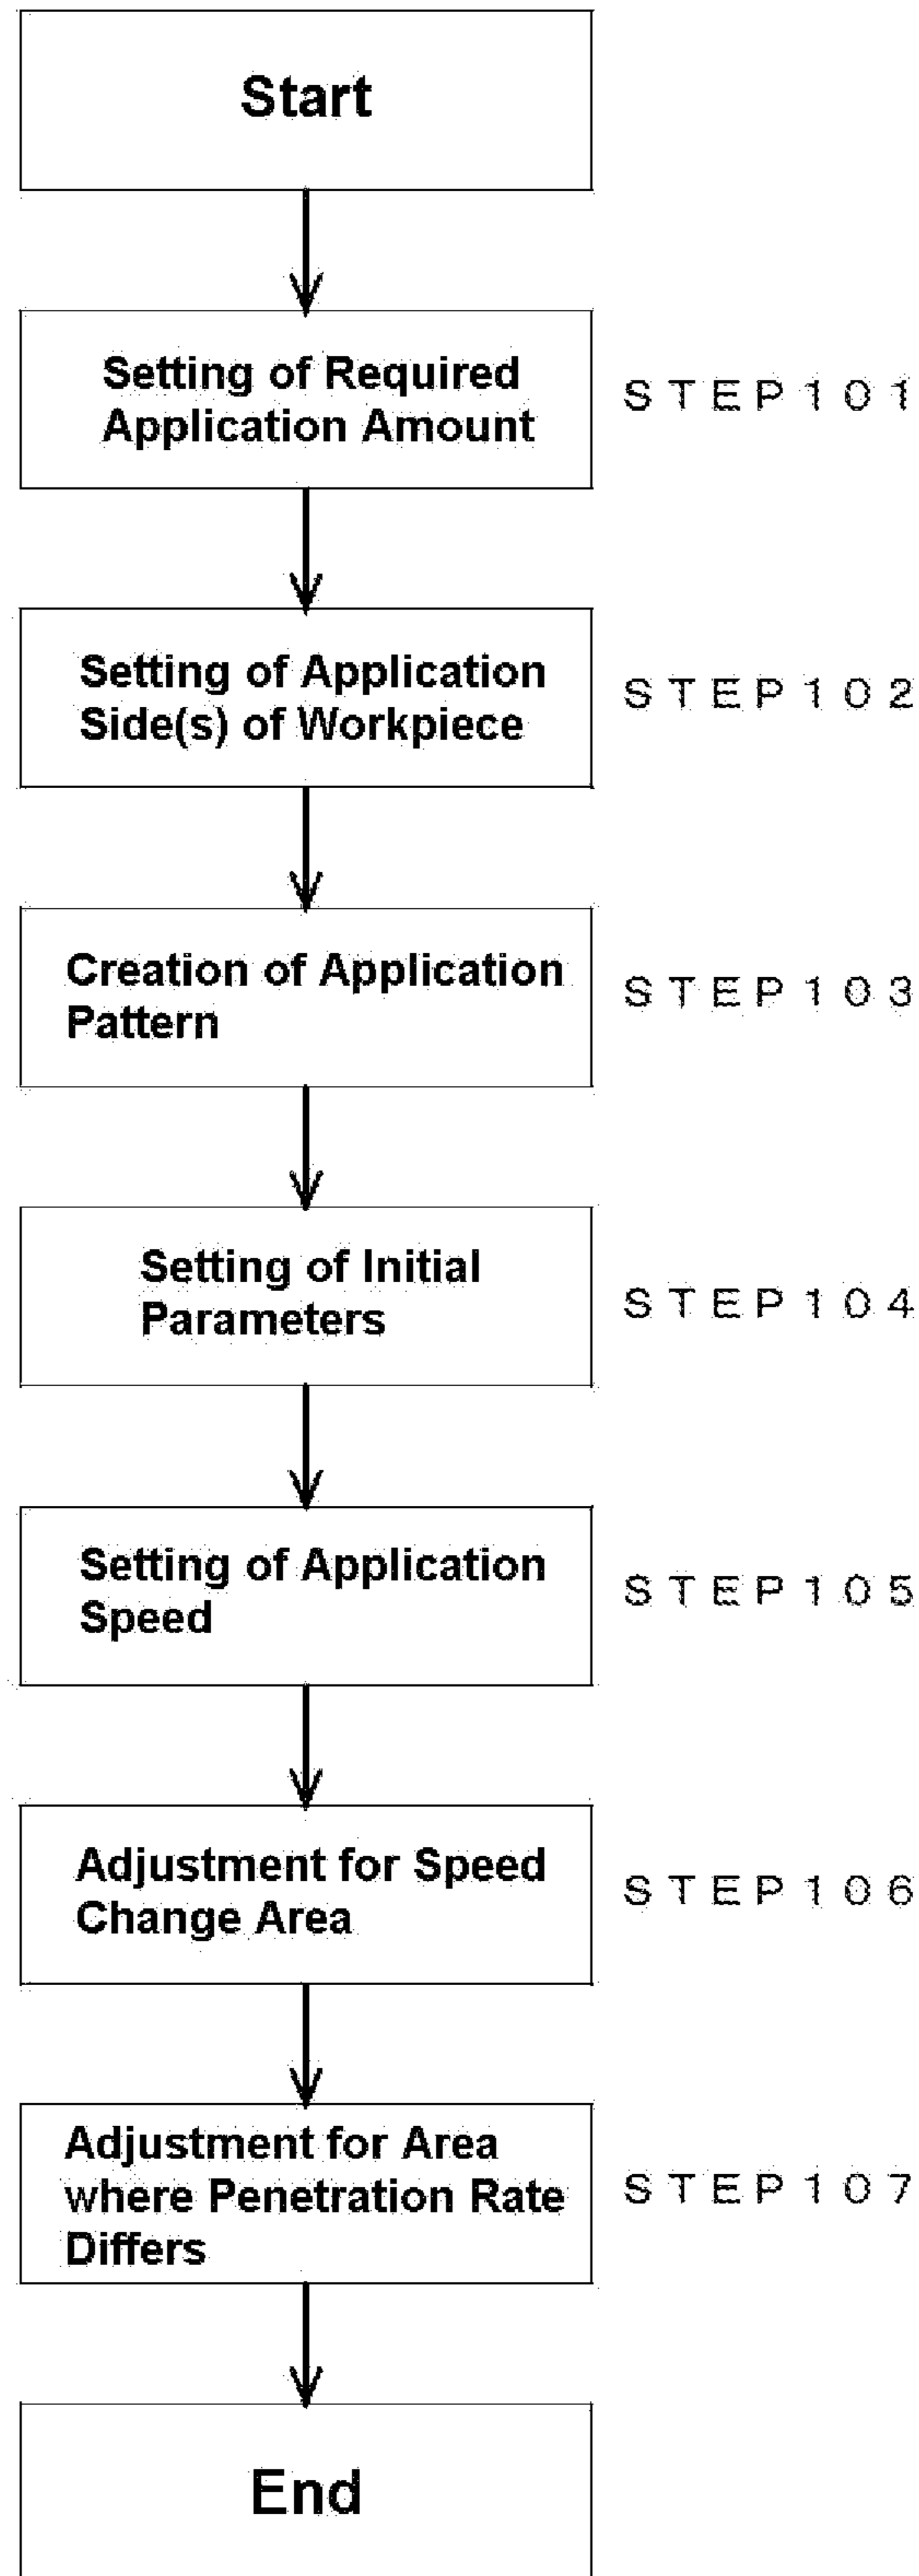 Start
Setting of Required
Application Amount
STEP101
Setting of Application
Side(s) of Workpiece
STEP102
Creation of Application
Pattern
STEP103
Setting of Initial
Parameters
STEP104
Setting of Application
Speed
STEP105
Adjustment for Speed
Change Area
STEP106
Adjustment for Area
where Penetration Rate
Differs
STEP107
End